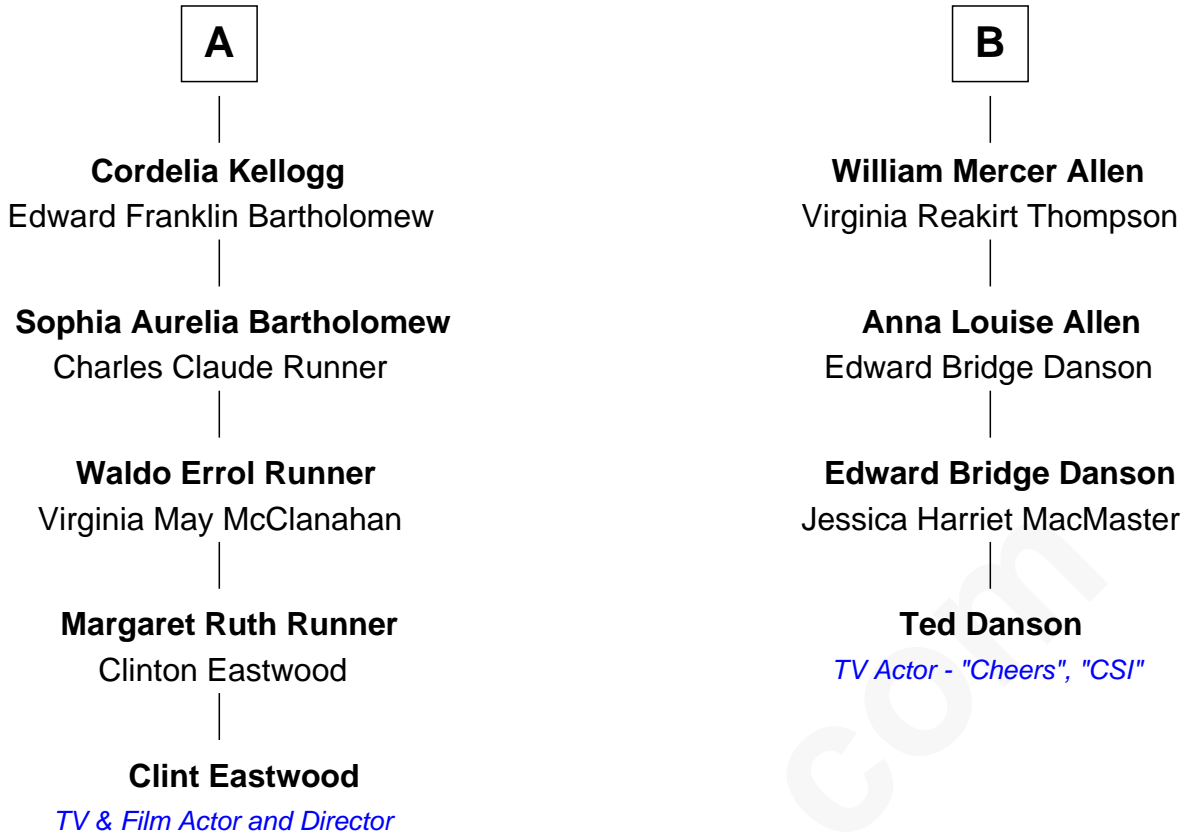 A
Cordelia Kellogg
Edward Franklin Bartholomew
Sophia Aurelia Bartholomew
Charles Claude Runner
Waldo Errol Runner
Virginia May McClanahan
Margaret Ruth Runner
Clinton Eastwood
Clint Eastwood
TV & Film Actor and Director
B
William Mercer Allen
Virginia Reakirt Thompson
Anna Louise Allen
Edward Bridge Danson
Edward Bridge Danson
Jessica Harriet MacMaster
Ted Danson
TV Actor - "Cheers", "CSI"
com